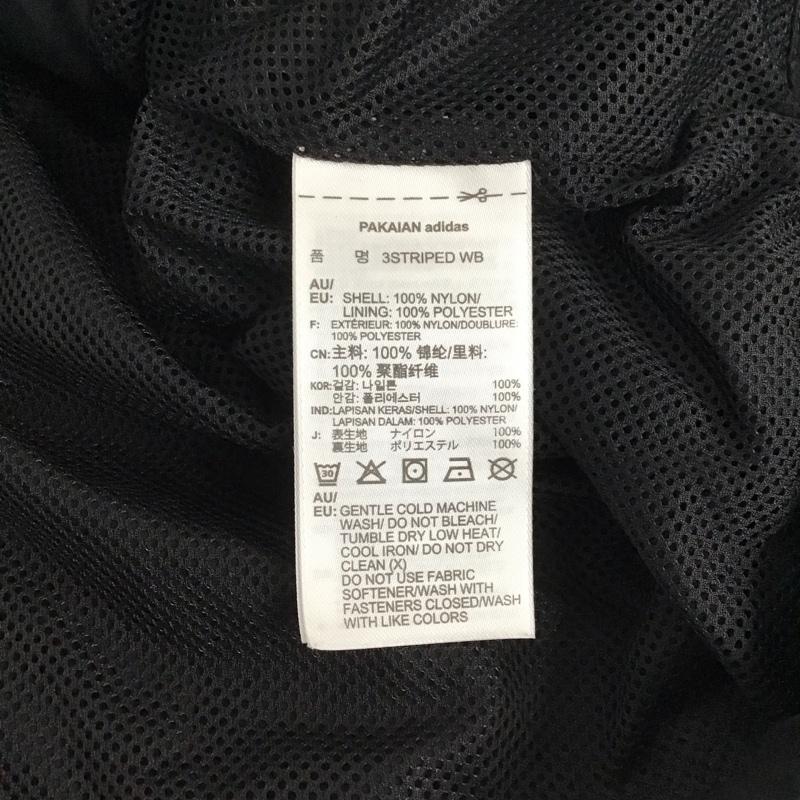 PAKAIAN adidas
품 명 3STRIPED WB
AU/
EU: SHELL: 100% NYLON/
LINING: 100% POLYESTER
F: EXTÉRIEUR: 100% NYLON/DOUBLURE:
100% POLYESTER
CN: 主料: 100% 锦纶/里料:
100% 聚酯纤维
KOR: 겉감: 나일론 100%
안감: 폴리에스터 100%
IND: LAPISAN KERAS/SHELL: 100% NYLON/
LAPISAN DALAM: 100% POLYESTER
J: 表生地 ナイロン 100%
裏生地 ポリエステル 100%
30
AU/
EU: GENTLE COLD MACHINE
WASH/ DO NOT BLEACH/
TUMBLE DRY LOW HEAT/
COOL IRON/ DO NOT DRY
CLEAN (X)
DO NOT USE FABRIC
SOFTENER/WASH WITH
FASTENERS CLOSED/WASH
WITH LIKE COLORS